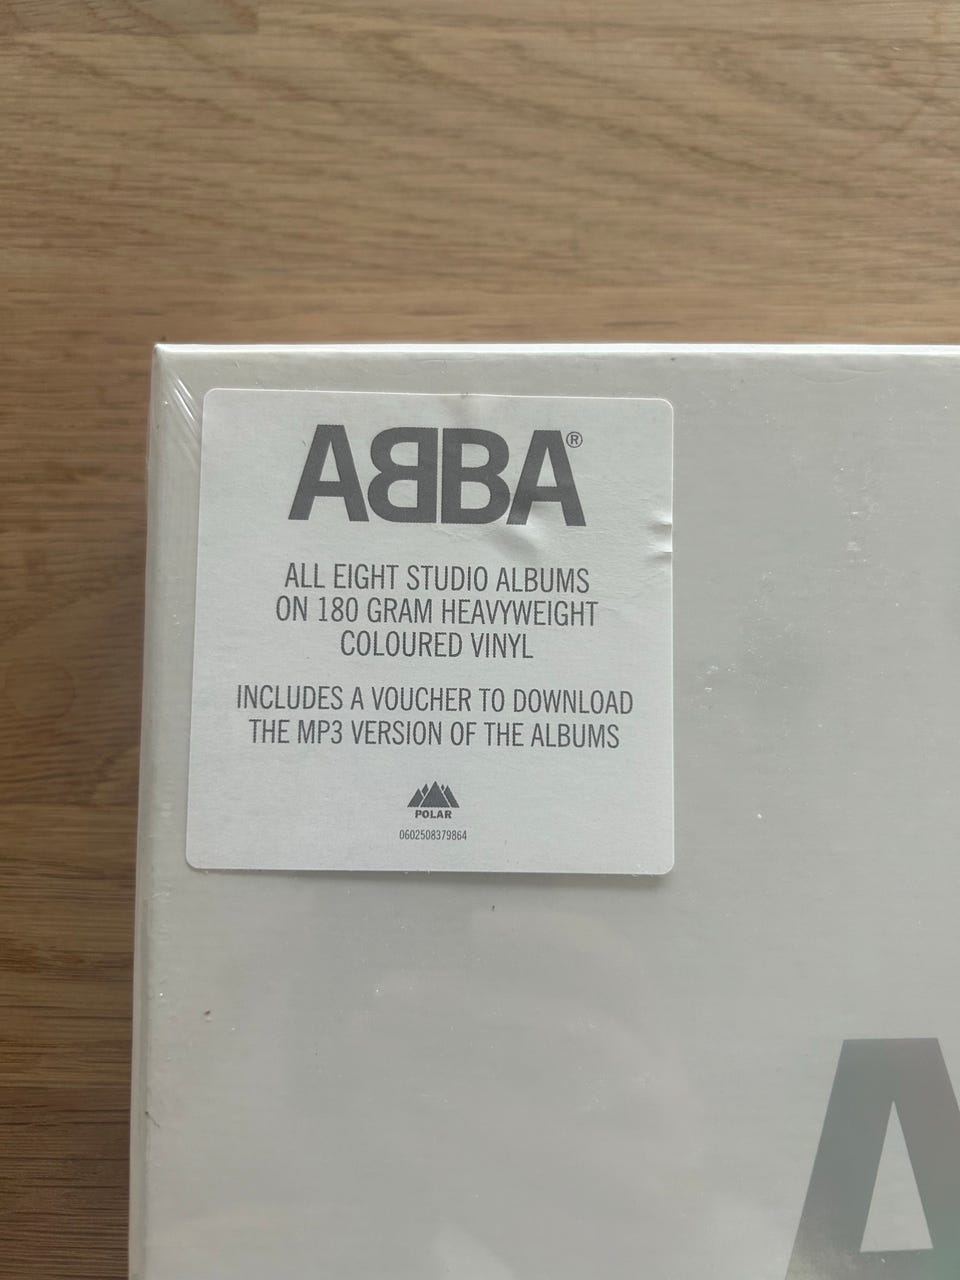 ABBA®
ALL EIGHT STUDIO ALBUMS
ON 180 GRAM HEAVYWEIGHT
COLOURED VINYL
INCLUDES A VOUCHER TO DOWNLOAD
THE MP3 VERSION OF THE ALBUMS
POLAR
0602508379864
A